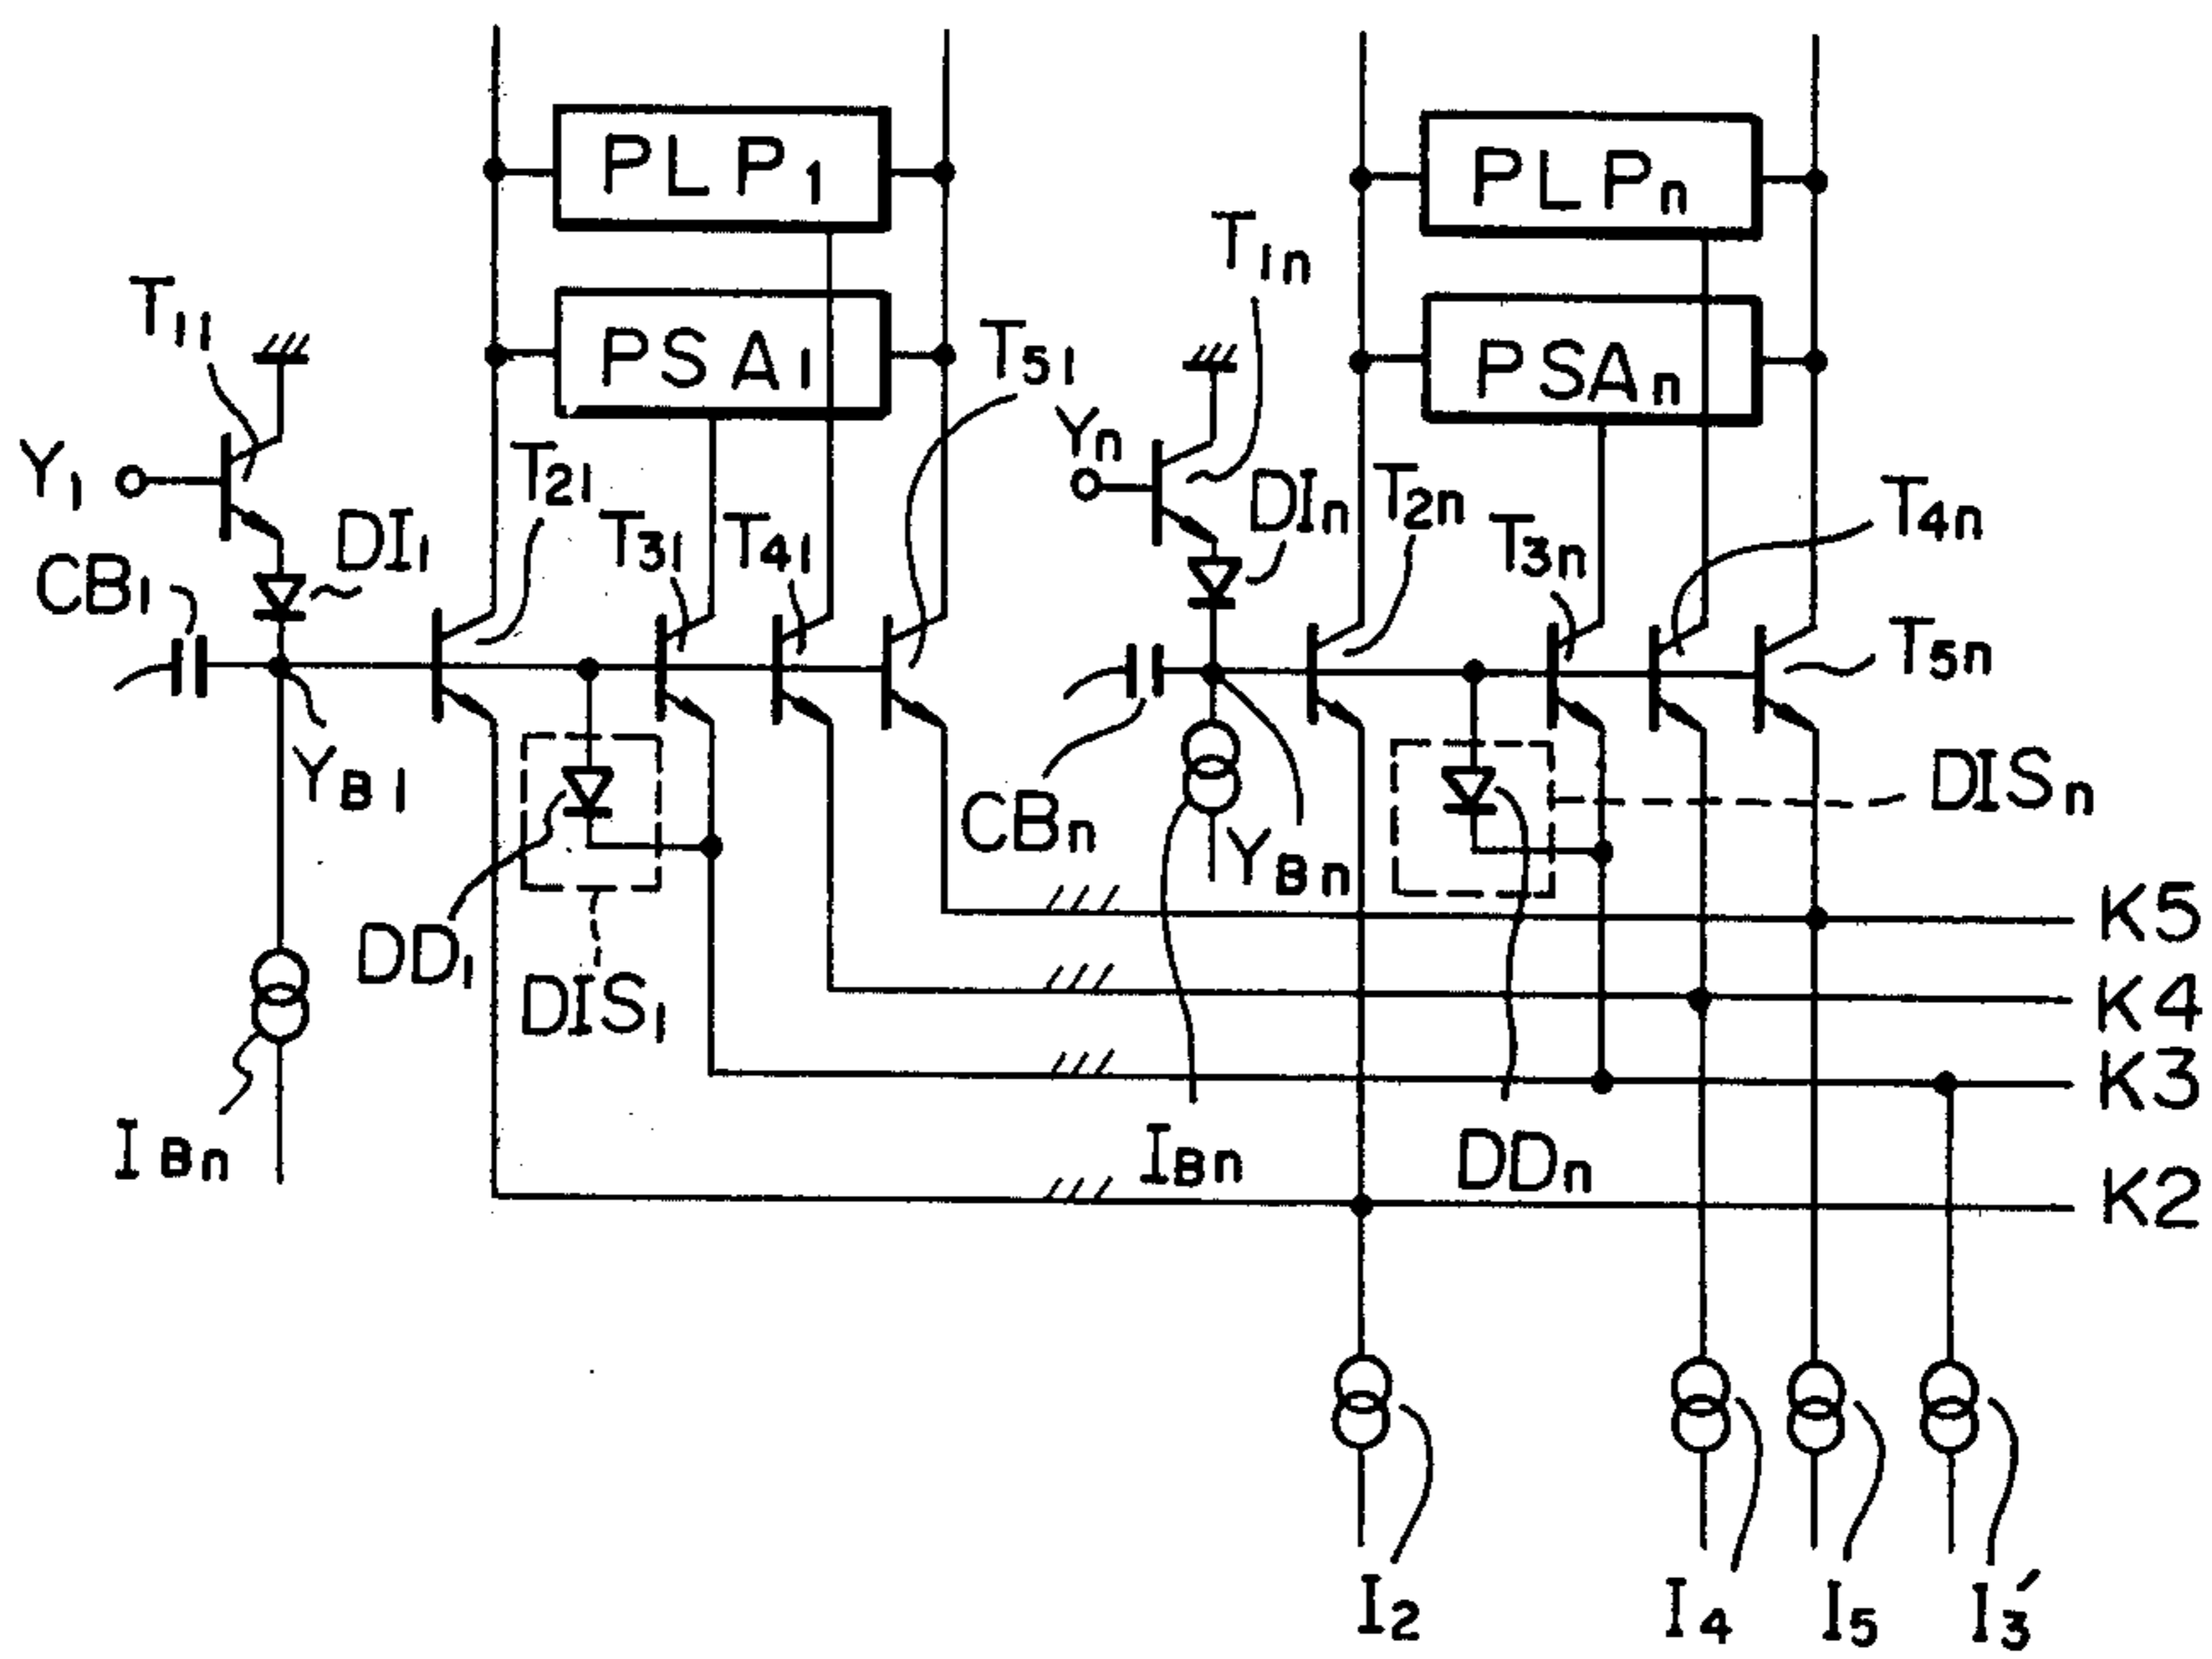 PLP1
PLPn
T1n
T11
PSA1
T51
PSAn
Y1
Yn
T21
DI1
T31
T41
DIn
T2n
T3n
T4n
CB1
T5n
YB1
DISn
CBn
YBn
DD1
DIS1
K5
K4
K3
IBn
IBn
DDn
K2
I2
I4
I5
I3′